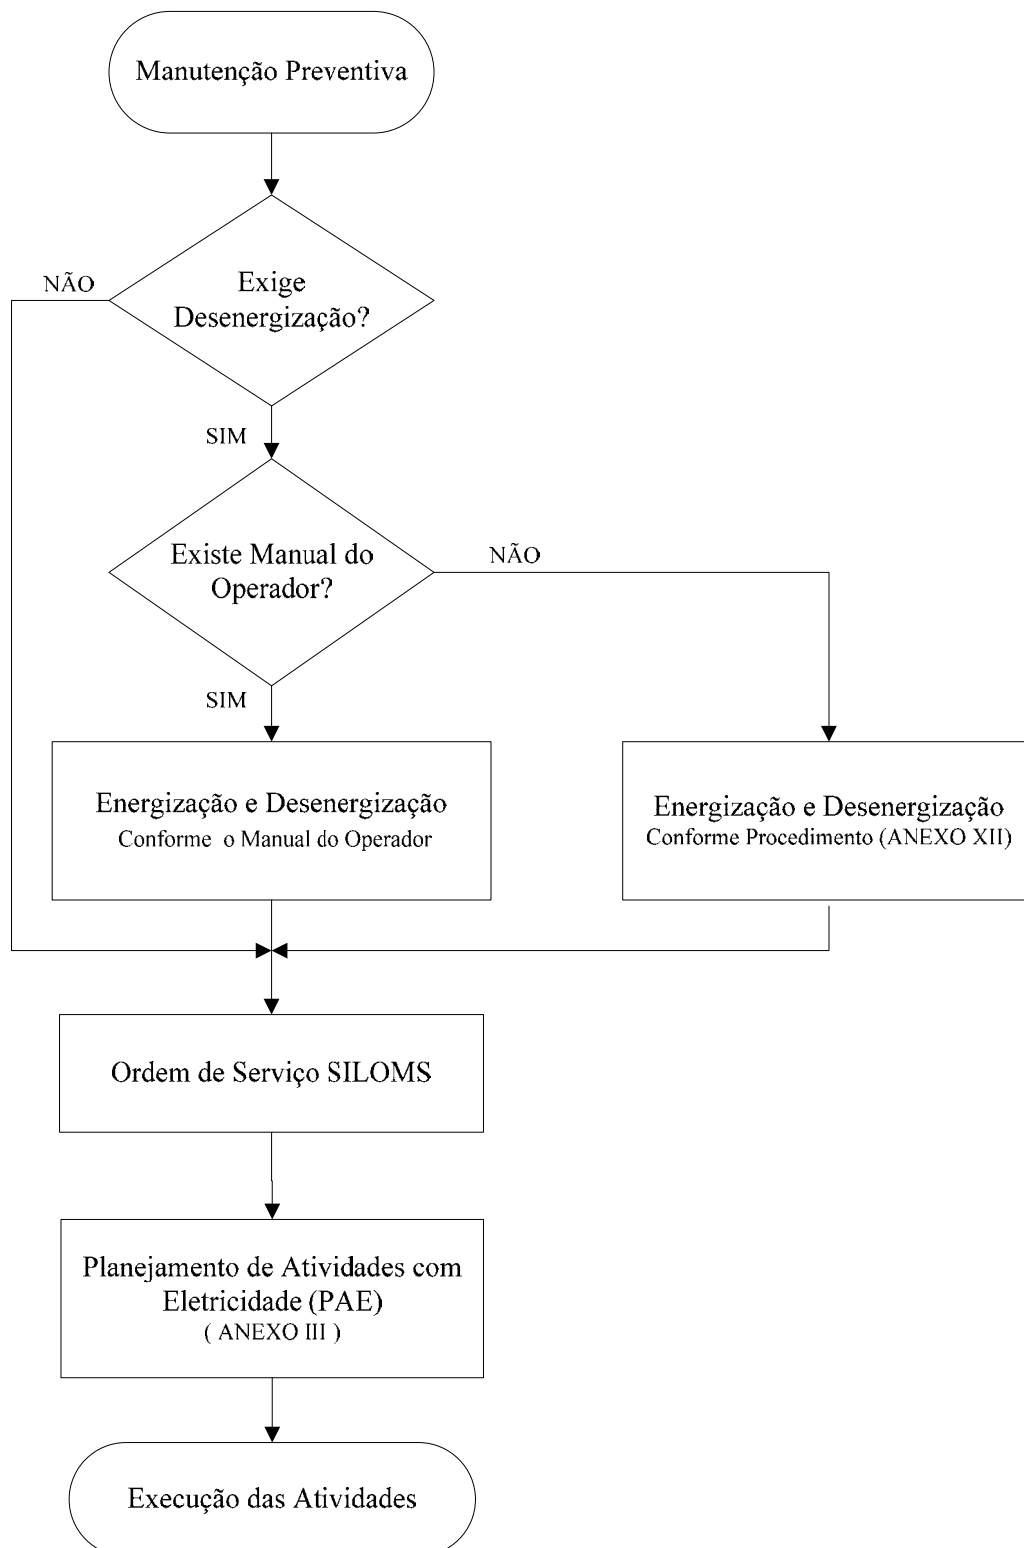 Manutenção Preventiva
Exige
Desenergização?
NÃO
SIM
Existe Manual do
Operador?
NÃO
SIM
Energização e Desenergização
Conforme o Manual do Operador
Energização e Desenergização
Conforme Procedimento (ANEXO XII)
Ordem de Serviço SILOMS
Planejamento de Atividades com
Eletricidade (PAE)
( ANEXO III )
Execução das Atividades